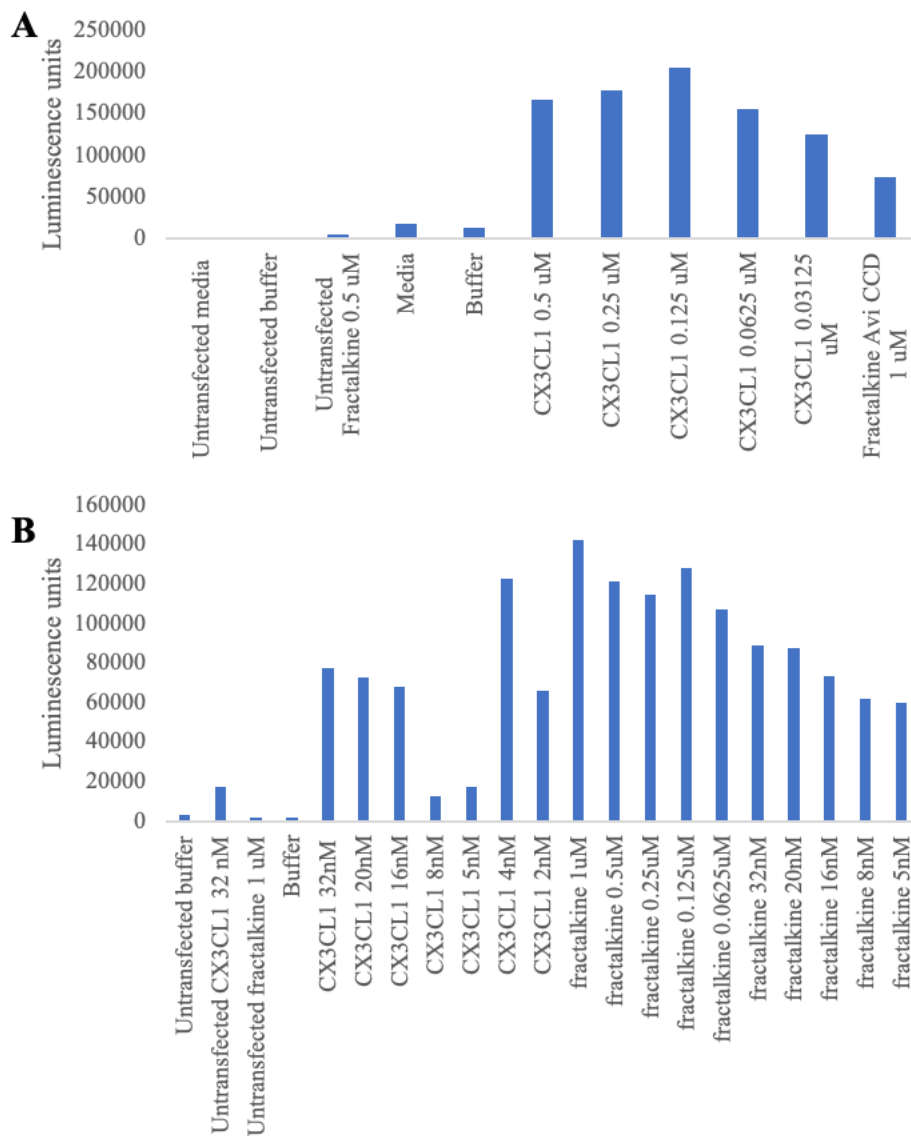 A
Luminescence units
250000
200000
150000
100000
50000
0
Untransfected media
Untransfected buffer
Untransfected
Fractalkine 0.5 uM
Media
Buffer
CX3CL1 0.5 uM
CX3CL1 0.25 uM
CX3CL1 0.125 uM
CX3CL1 0.0625 uM
CX3CL1 0.03125
uM
Fractalkine Avi CCD
1 uM
B
Luminescence units
160000
140000
120000
100000
80000
60000
40000
20000
0
Untransfected buffer
Untransfected CX3CL1 32 nM
Untransfected fractalkine 1 uM
Buffer
CX3CL1 32nM
CX3CL1 20nM
CX3CL1 16nM
CX3CL1 8nM
CX3CL1 5nM
CX3CL1 4nM
CX3CL1 2nM
fractalkine 1uM
fractalkine 0.5uM
fractalkine 0.25uM
fractalkine 0.125uM
fractalkine 0.0625uM
fractalkine 32nM
fractalkine 20nM
fractalkine 16nM
fractalkine 8nM
fractalkine 5nM